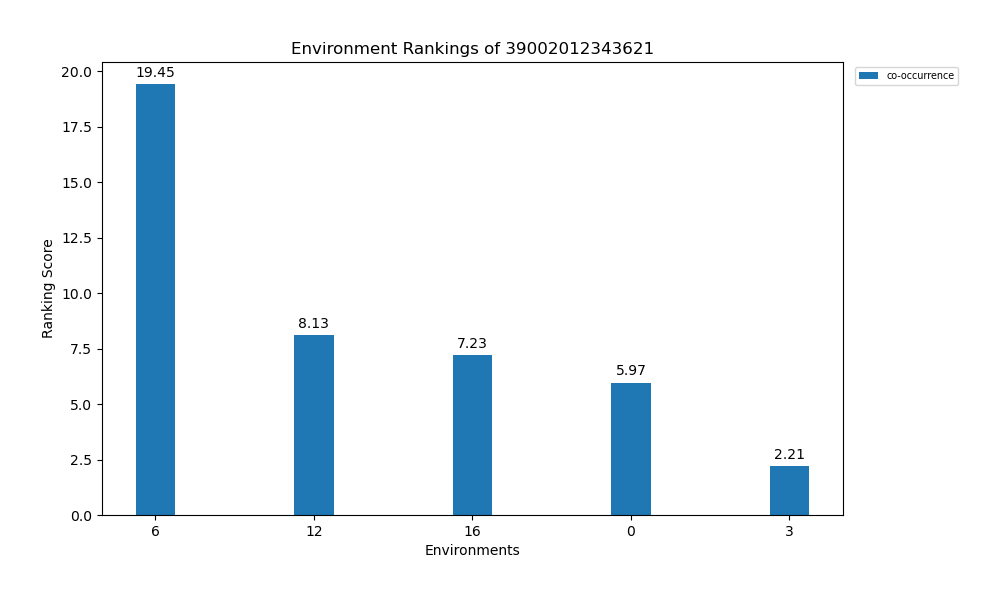 Environment Rankings of 39002012343621
co-occurrence
Ranking Score
20.0
17.5
15.0
12.5
10.0
7.5
5.0
2.5
0.0
19.45
8.13
7.23
5.97
2.21
6 12 16 0 3
Environments